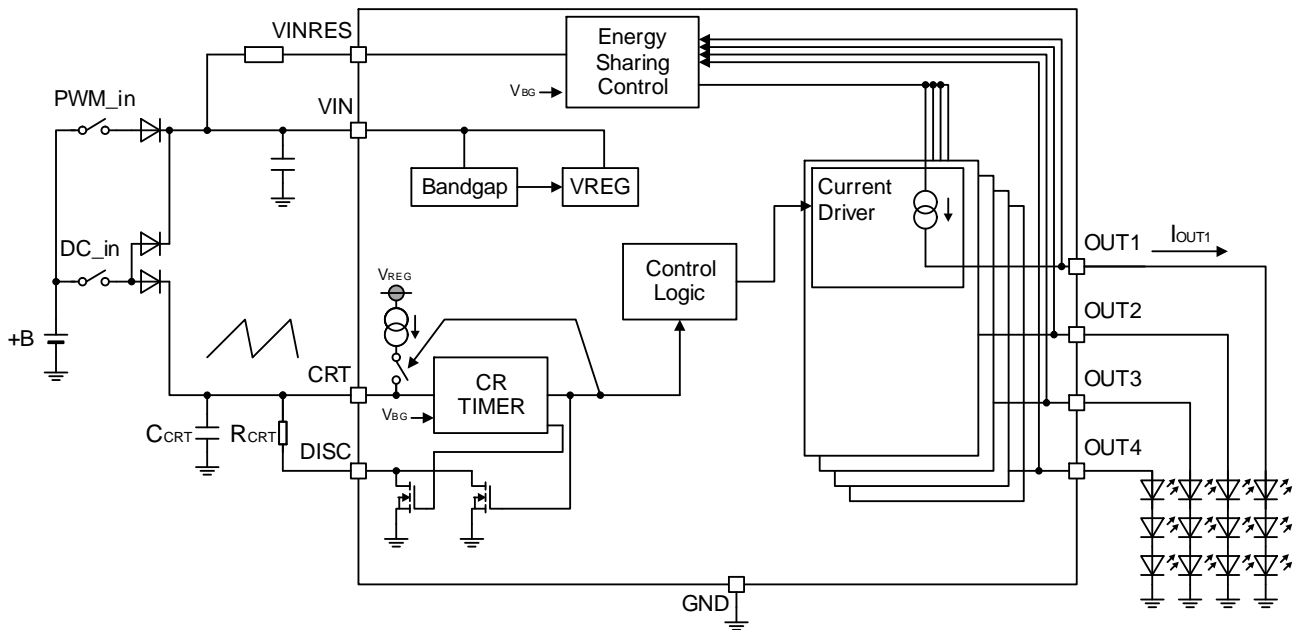 VINRES
Energy
Sharing
Control
VBG
PWM_in
VIN
Bandgap
VREG
Current
Driver
DC_in
OUT1
IOUT1
Control
Logic
VREG
OUT2
+B
CRT
CR
TIMER
VBG
OUT3
CCRT
RCRT
DISC
OUT4
GND